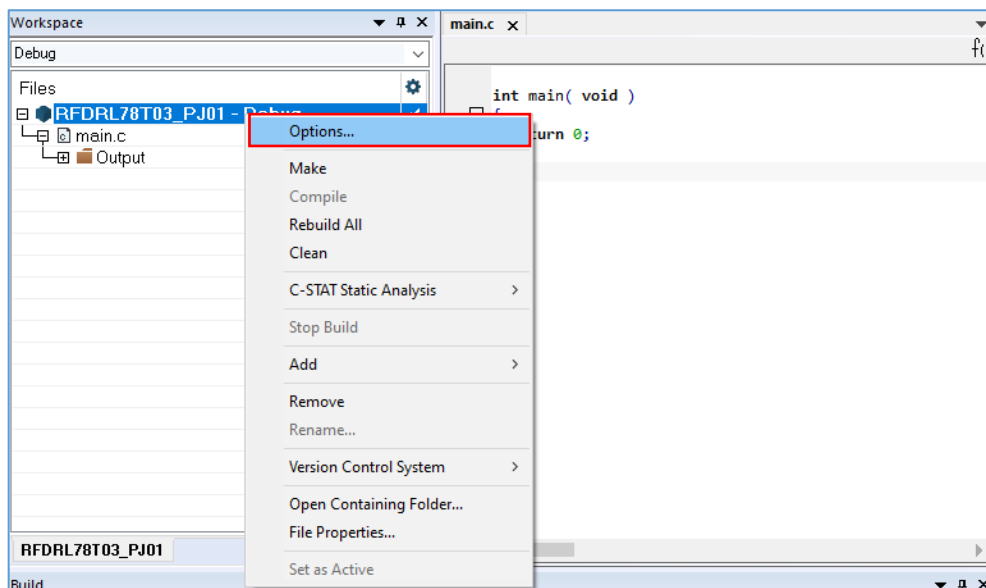 Workspace
Debug
Files
RFDRL78T03_PJ01 - Debug
main.c
Output
RFDRL78T03_PJ01
Build
Options...
Make
Compile
Rebuild All
Clean
C-STAT Static Analysis
Stop Build
Add
Remove
Rename...
Version Control System
Open Containing Folder...
File Properties...
Set as Active
main.c
int main( void )
{
urn 0;